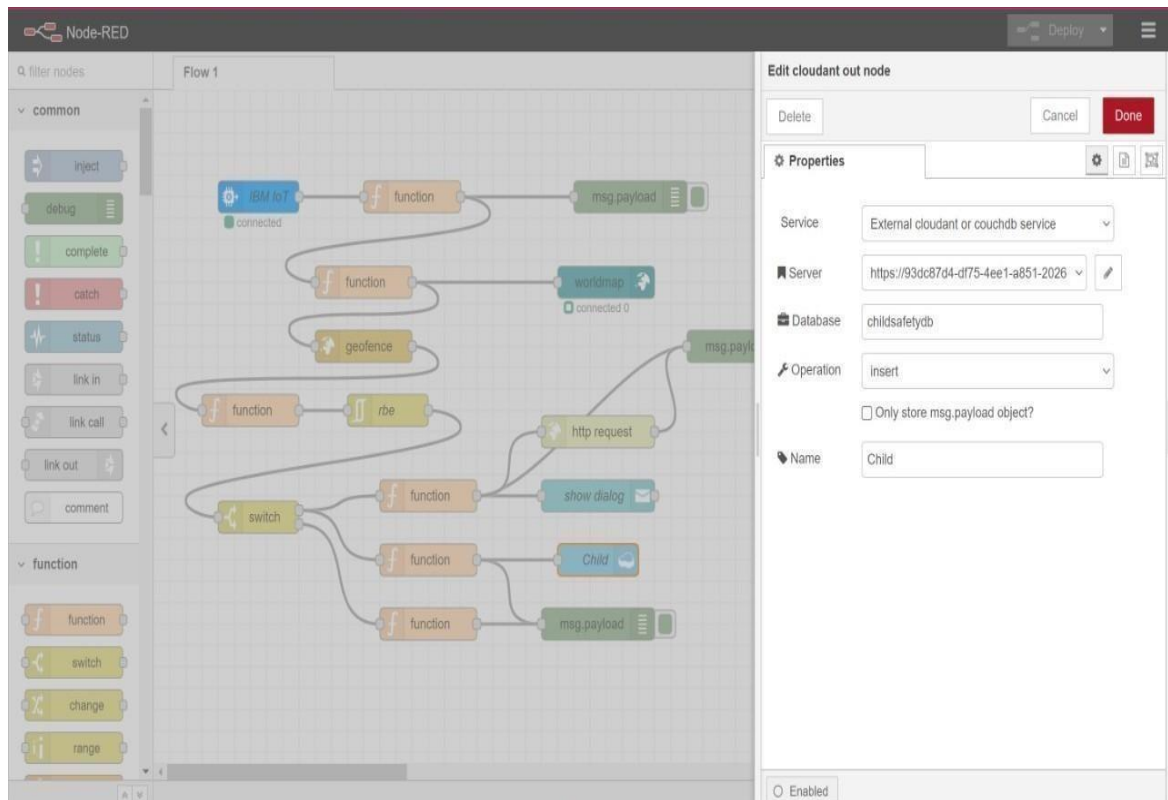 Node-RED
Deploy
filter nodes
Flow 1
common
inject
debug
complete
catch
status
link in
link call
link out
comment
function
function
switch
change
range
IBM IoT
connected
function
msg.payload
function
worldmap
connected 0
geofence
msg.paylo
function
rbe
http request
switch
function
show dialog
function
Child
function
msg.payload
Edit cloudant out node
Delete
Cancel
Done
Properties
Service
External cloudant or couchdb service
Server
https://93dc87d4-df75-4ee1-a851-2026
Database
childsafetydb
Operation
insert
Only store msg.payload object?
Name
Child
Enabled